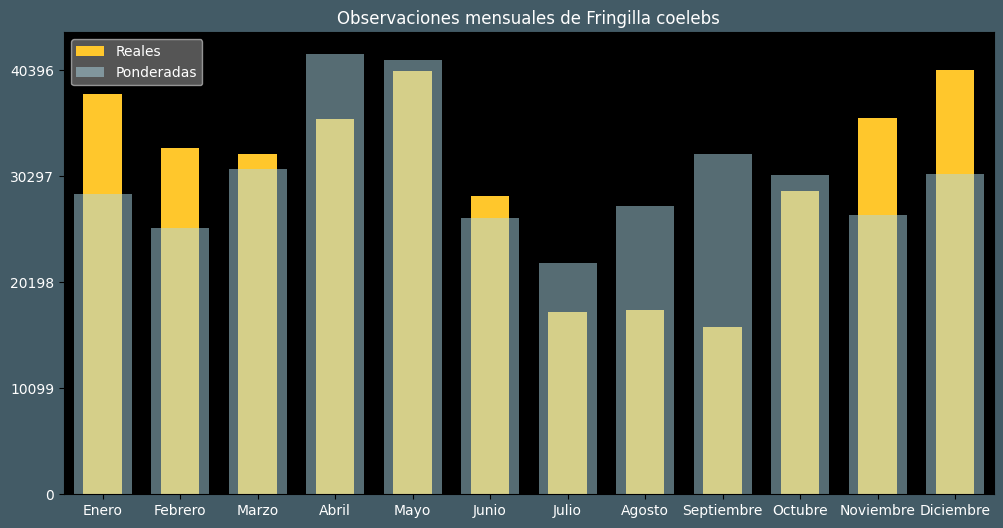 Observaciones mensuales de Fringilla coelebs
Reales
Ponderadas
40396
30297
20198
10099
0
Enero Febrero Marzo Abril Mayo Junio Julio Agosto Septiembre Octubre Noviembre Diciembre